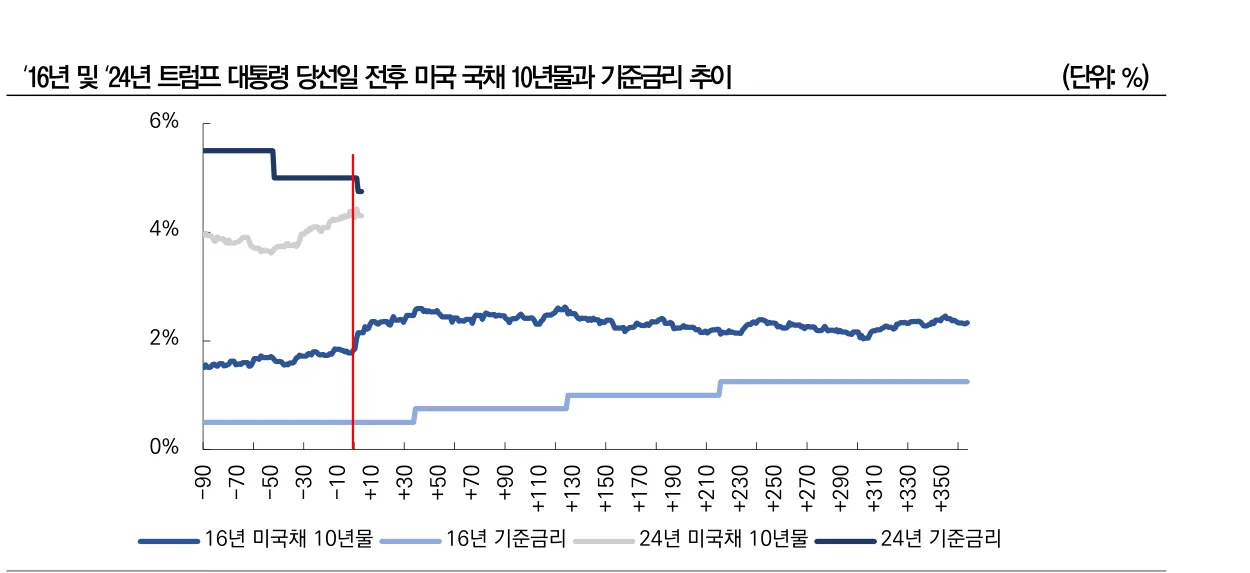 ‘16년 및 ‘24년 트럼프 대통령 당선일 전후 미국 국채 10년물과 기준금리 추이 (단위: %)
6%
4%
2%
0%
-90 -70 -50 -30 -10 +10 +30 +50 +70 +90 +110 +130 +150 +170 +190 +210 +230 +250 +270 +290 +310 +330 +350
16년 미국채 10년물 16년 기준금리 24년 미국채 10년물 24년 기준금리